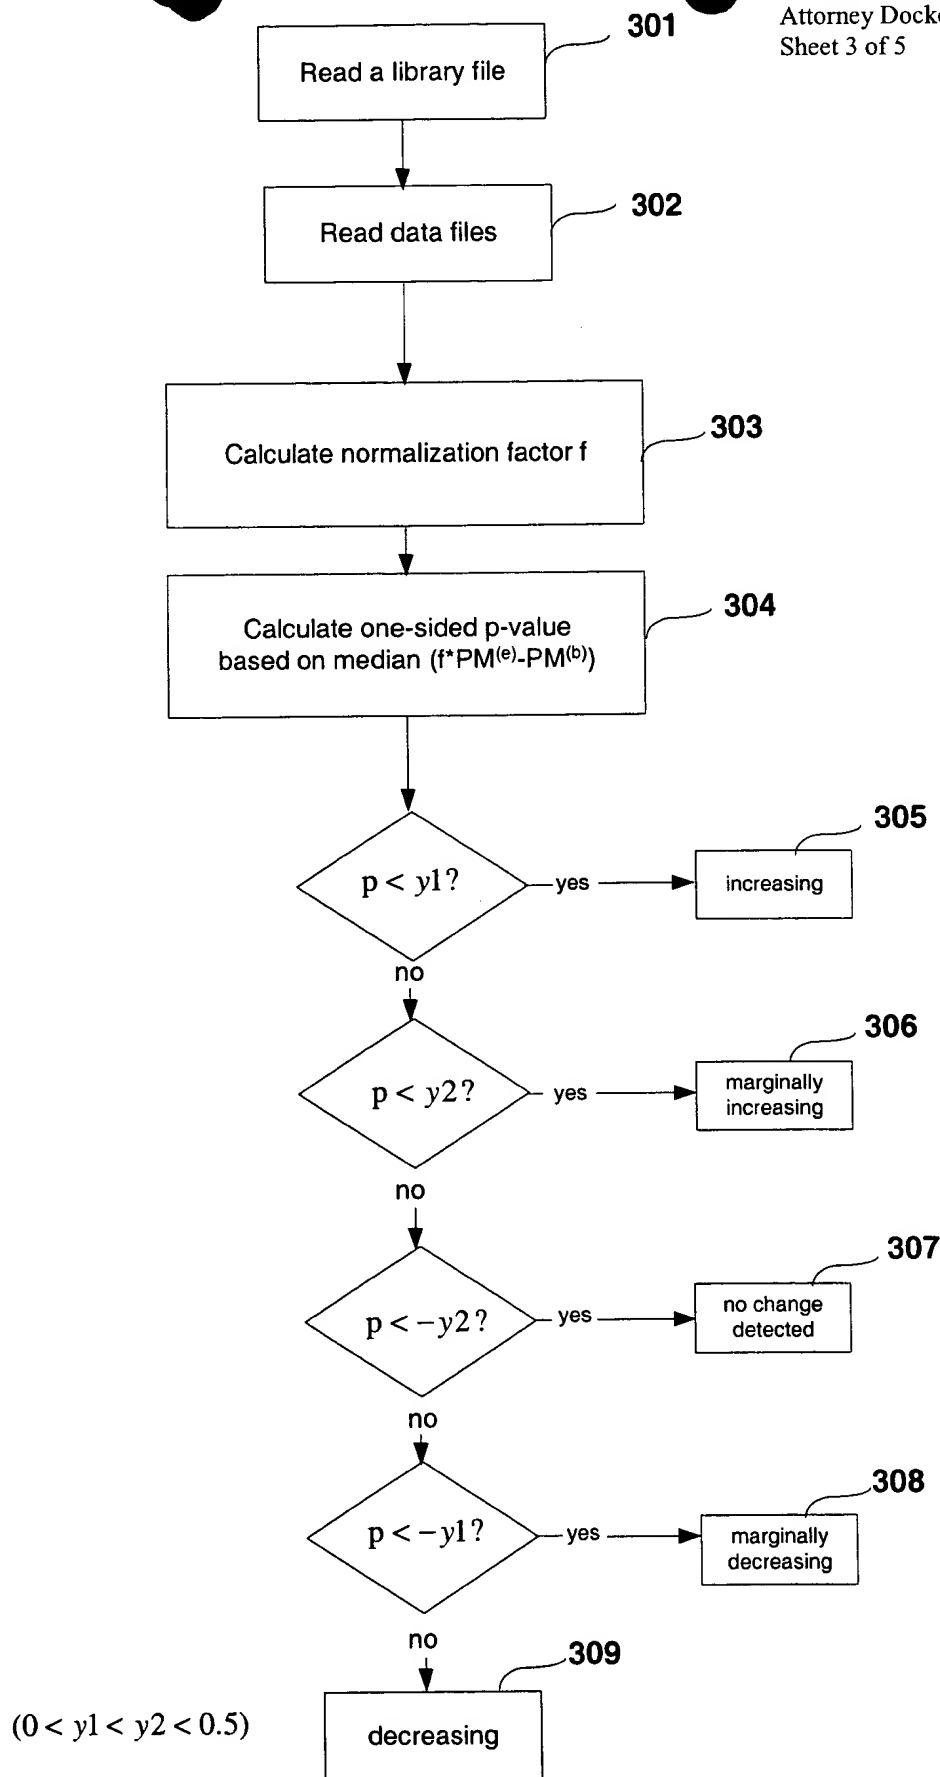 Attorney
Sheet 3 of 5
301
Read a library file
302
Read data files
303
Calculate normalization factor f
304
Calculate one-sided p-value
based on median (f*PM(e)-PM(b))
305
p < y1?
yes
increasing
no
306
p < y2?
yes
marginally
increasing
no
307
p < -y2?
yes
no change
detected
no
308
p < -y1?
yes
marginally
decreasing
no
309
(0 < y1 < y2 < 0.5)
decreasing